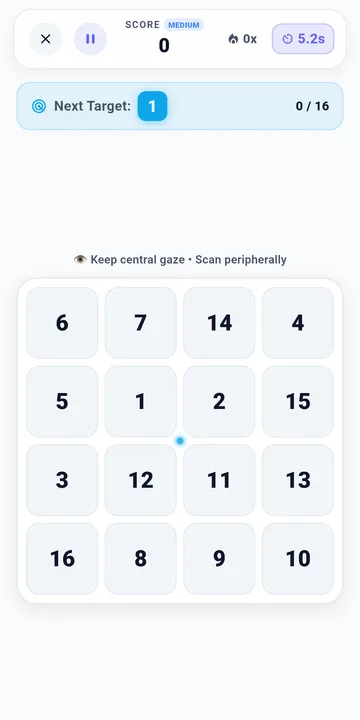 SCORE MEDIUM
0
0x
5.2s
Next Target: 1
0 / 16
👁️ Keep central gaze • Scan peripherally
6 7 14 4
5 1 2 15
3 12 11 13
16 8 9 10